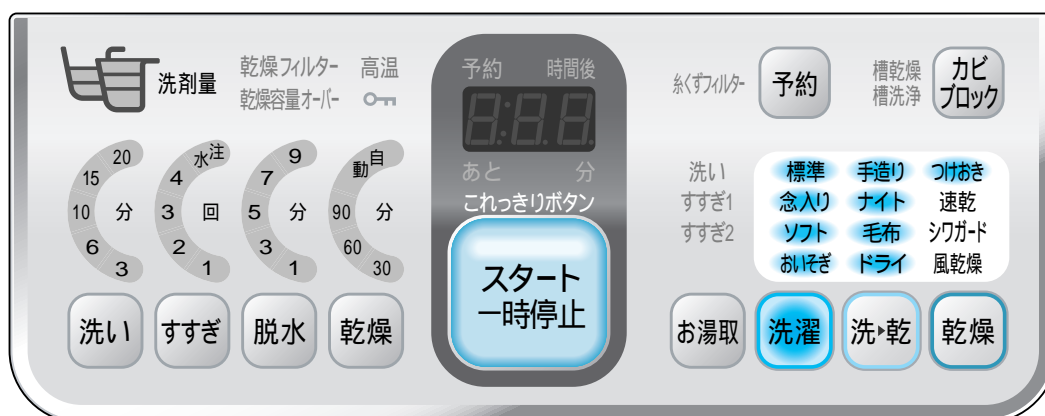 洗剤量
乾燥フィルター 高温
乾燥容量オーバー
予約 時間後
8:88
あと 分
これっきりボタン
スタート
一時停止
糸くずフィルター
予約
槽乾燥
槽洗浄
カビ
ブロック
20
15
10 分
6
3
注水
4
3 回
2
1
9
7
5 分
3
1
自動
90 分
60
30
洗い
すすぎ
脱水
乾燥
洗い
すすぎ1
すすぎ2
標準 手造り つけおき
念入り ナイト 速乾
ソフト 毛布 シワガード
おいそぎ ドライ 風乾燥
お湯取
洗濯
洗▸乾
乾燥